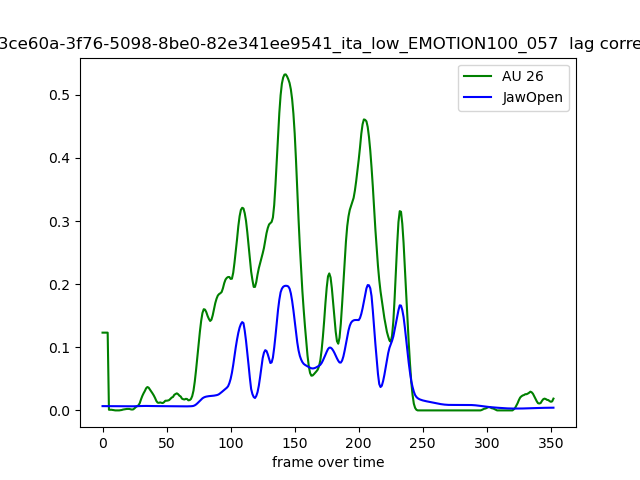 3ce60a-3f76-5098-8be0-82e341ee9541_ita_low_EMOTION100_057 lag corre
AU 26
JawOpen
0.5
0.4
0.3
0.2
0.1
0.0
0 50 100 150 200 250 300 350
frame over time